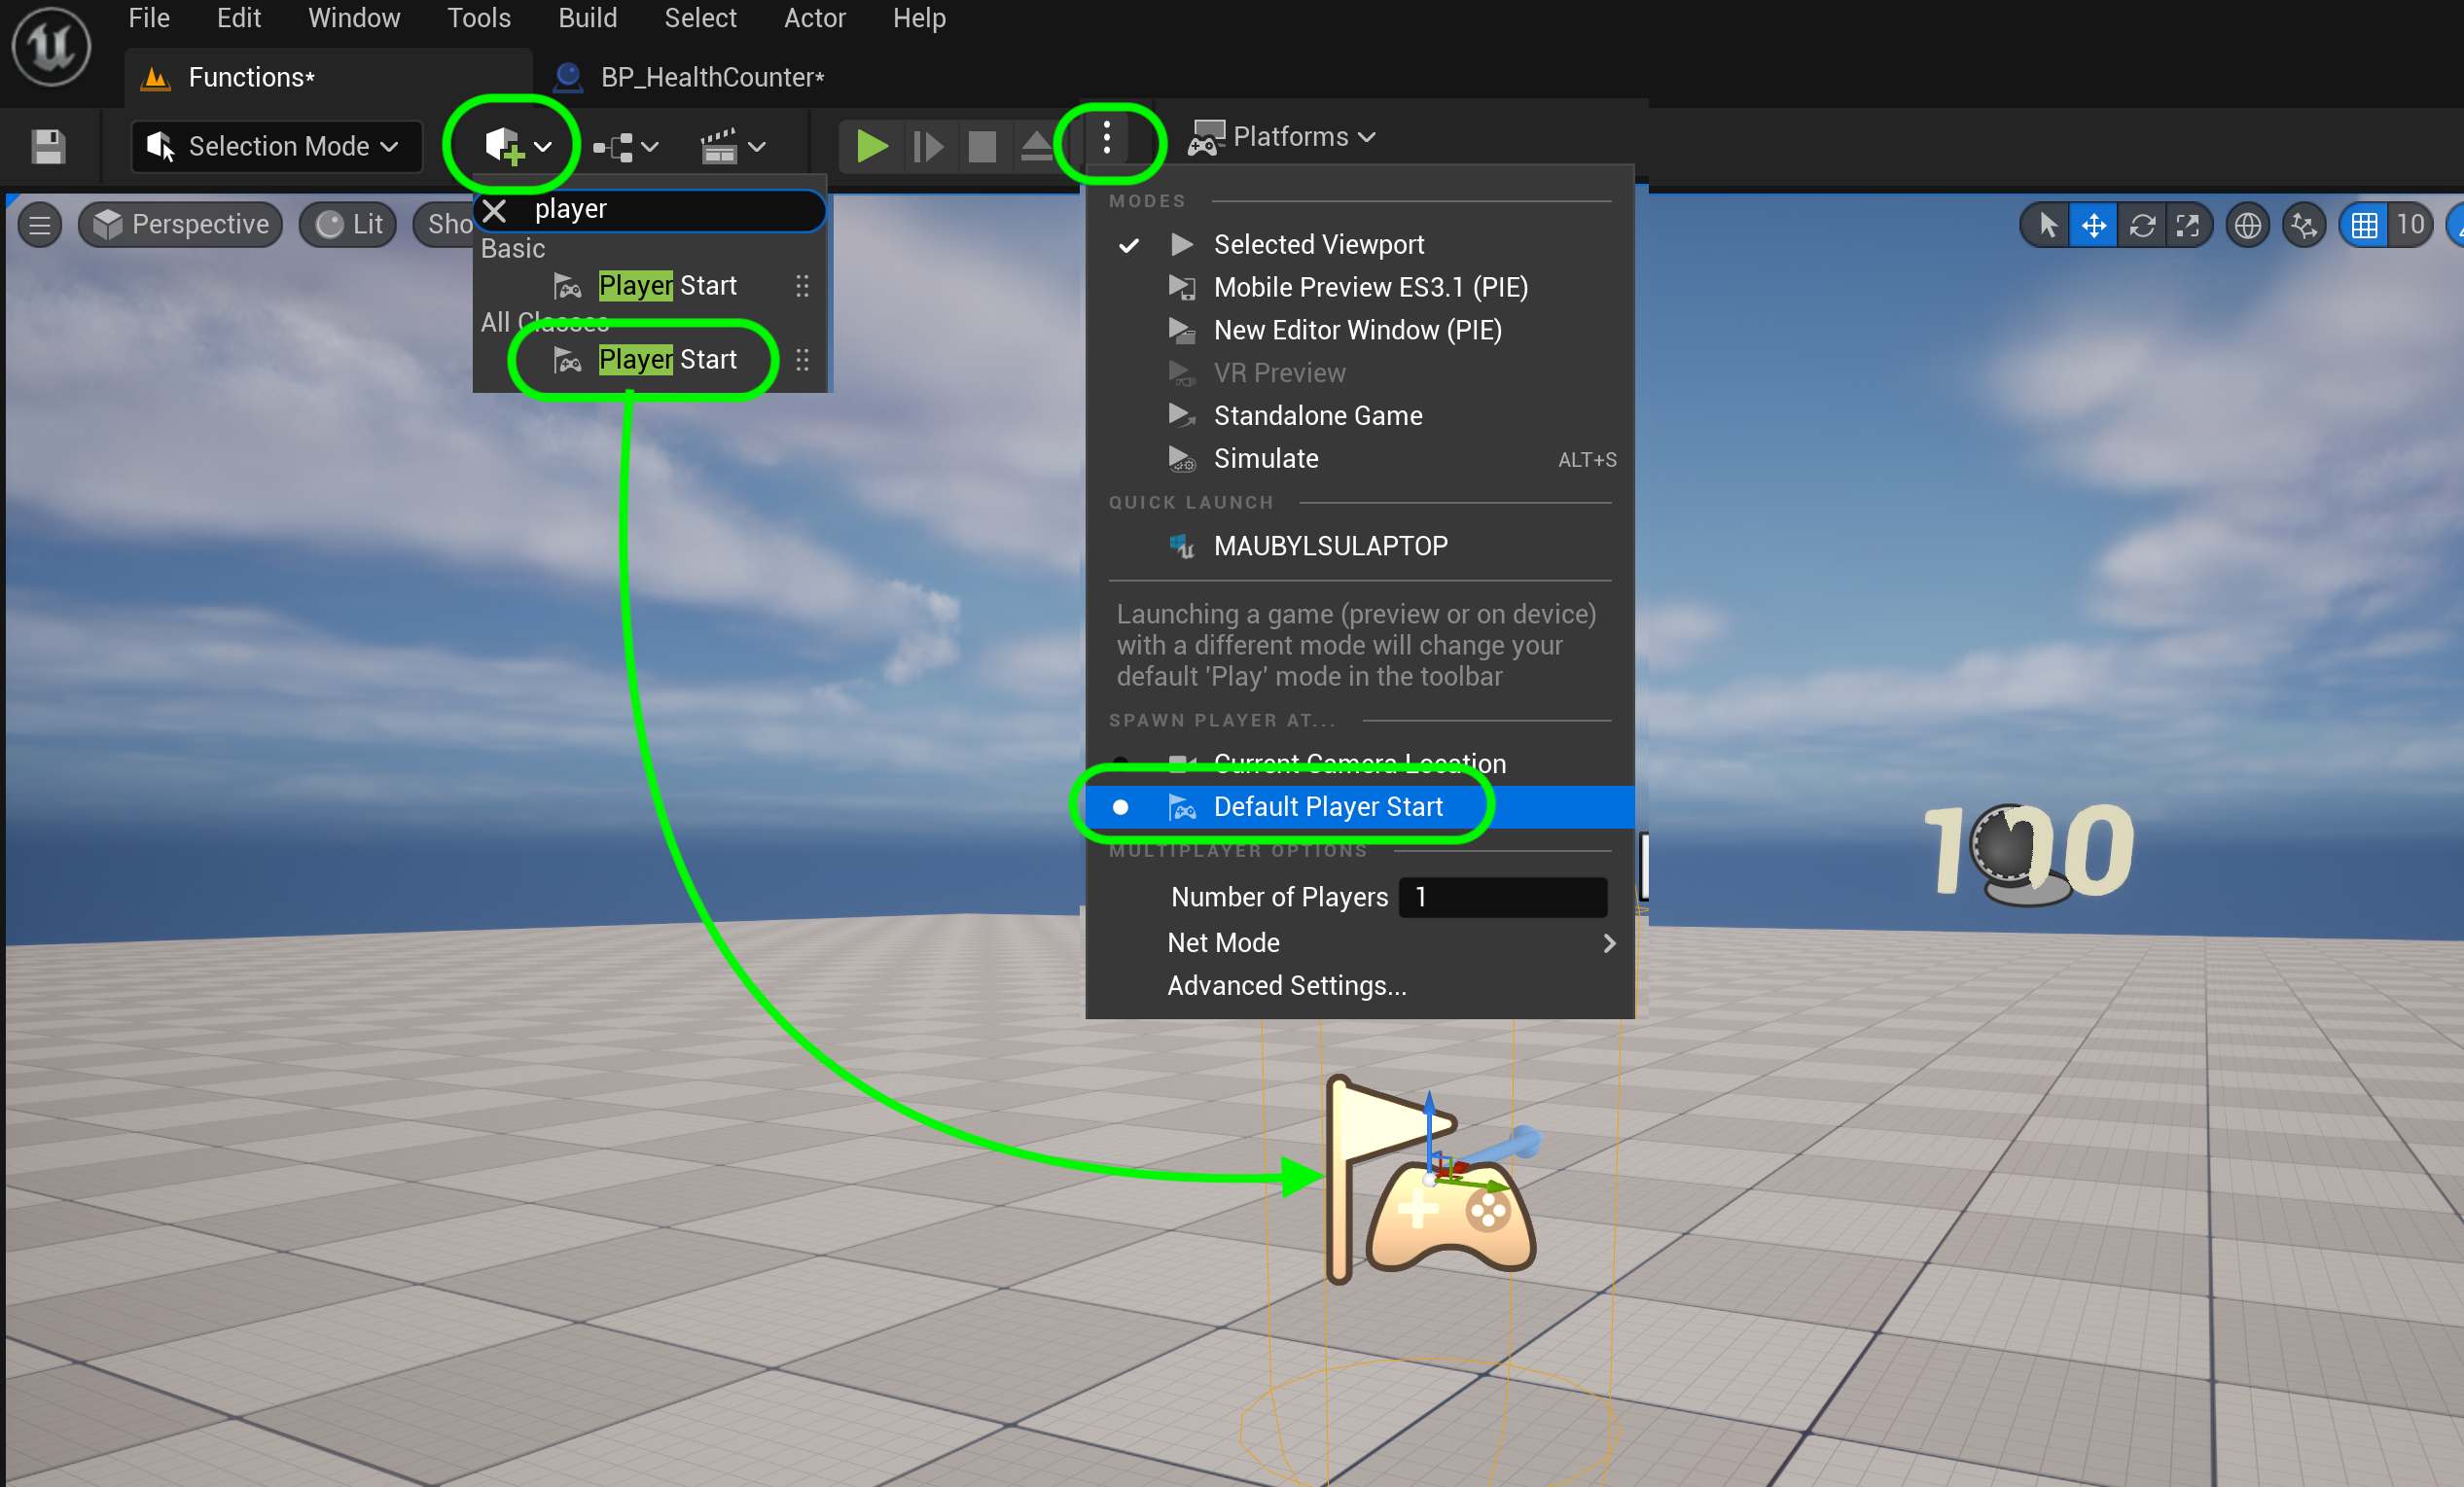 File Edit Window Tools Build Select Actor Help
Functions* BP_HealthCounter*
Selection Mode Platforms
Perspective Lit Sho 10
player
Basic
Player Start
All Classes
Player Start
MODES
Selected Viewport
Mobile Preview ES3.1 (PIE)
New Editor Window (PIE)
VR Preview
Standalone Game
Simulate ALT+S
QUICK LAUNCH
MAUBYLSULAPTOP
Launching a game (preview or on device)
with a different mode will change your
default 'Play' mode in the toolbar
SPAWN PLAYER AT...
Current Camera Location
Default Player Start
MULTIPLAYER OPTIONS
Number of Players 1
Net Mode
Advanced Settings...
100